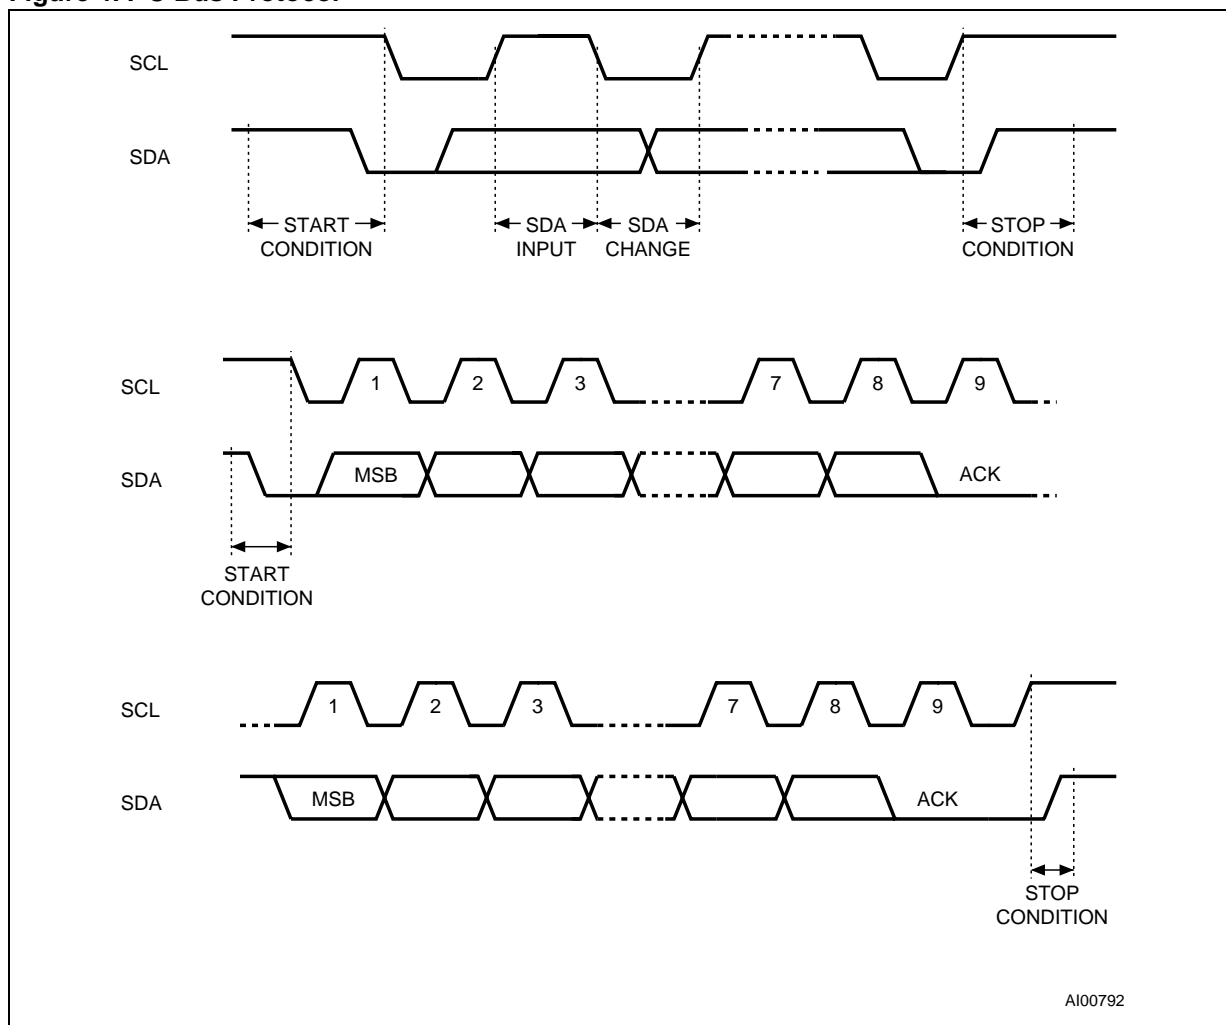 SCL
SDA
START
CONDITION
SDA
INPUT
SDA
CHANGE
STOP
CONDITION
SCL
1 2 3 7 8 9
SDA
MSB ACK
START
CONDITION
SCL
1 2 3 7 8 9
SDA
MSB ACK
STOP
CONDITION
AI00792